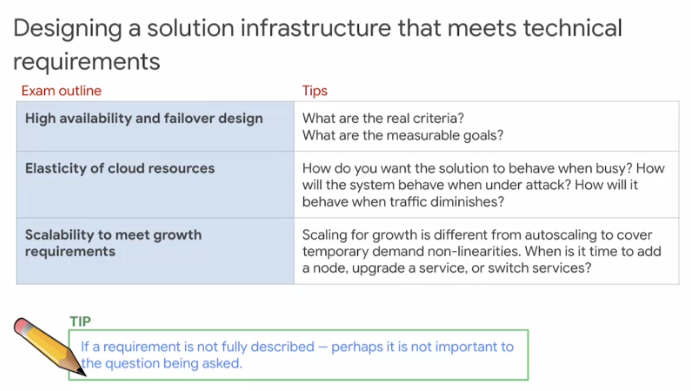 Designing a solution infrastructure that meets technical
requirements
Exam outline
Tips
High availability and failover design
What are the real criteria?
What are the measurable goals?
Elasticity of cloud resources
How do you want the solution to behave when busy? How
will the system behave when under attack? How will it
behave when traffic diminishes?
Scalability to meet growth
requirements
Scaling for growth is different from autoscaling to cover
temporary demand non-linearities. When is it time to add
a node, upgrade a service, or switch services?
TIP
If a requirement is not fully described — perhaps it is not important to
the question being asked.